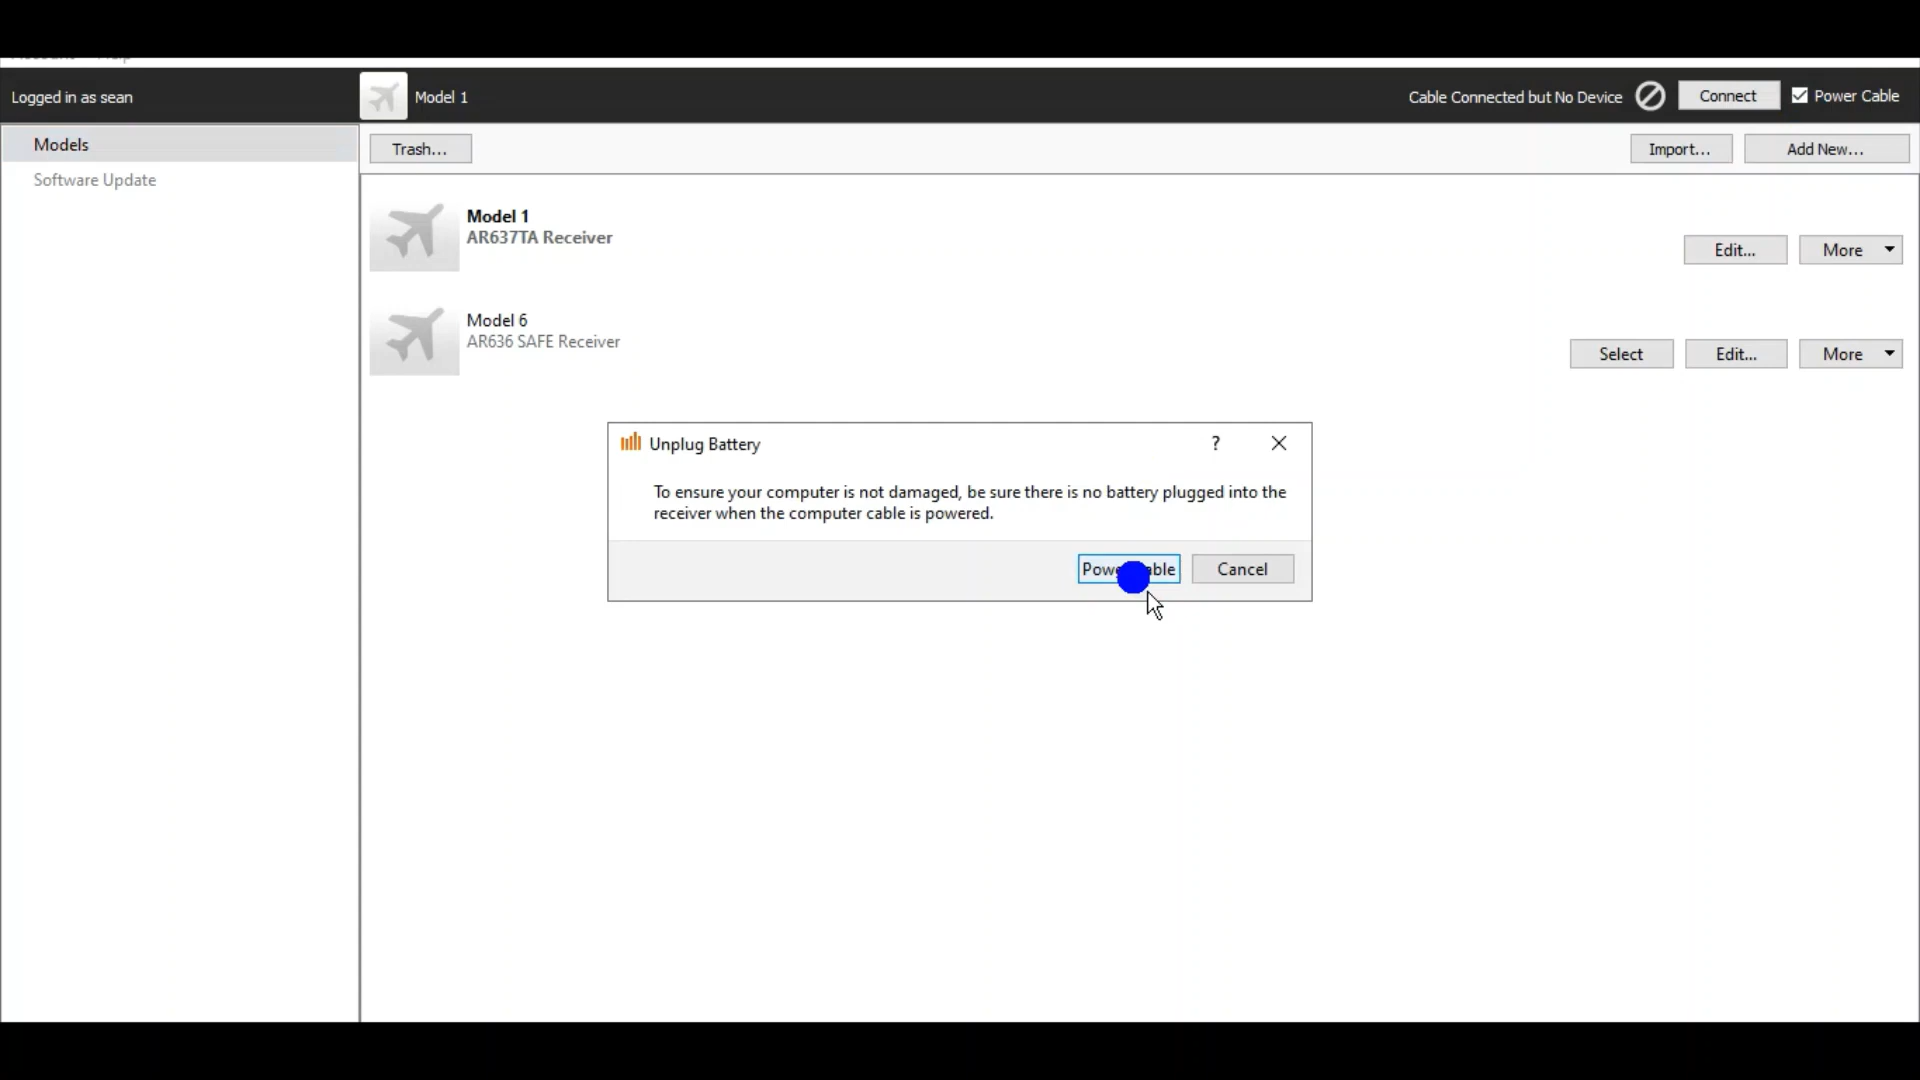 Logged in as sean
Model 1
Cable Connected but No Device
Connect
Power Cable
Models
Software Update
Trash...
Import...
Add New...
Model 1
AR637TA Receiver
Edit...
More
Model 6
AR636 SAFE Receiver
Select
Edit...
More
Unplug Battery
?
To ensure your computer is not damaged, be sure there is no battery plugged into the
receiver when the computer cable is powered.
Cancel